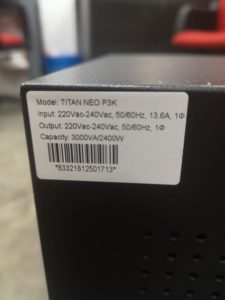 Model: TITAN NEO P3K
Input: 220Vac-240Vac, 50/60Hz, 13.6A, 1Φ
Output: 220Vac-240Vac, 50/60Hz, 1Φ
Capacity: 3000VA/2400W
*83321612501713*